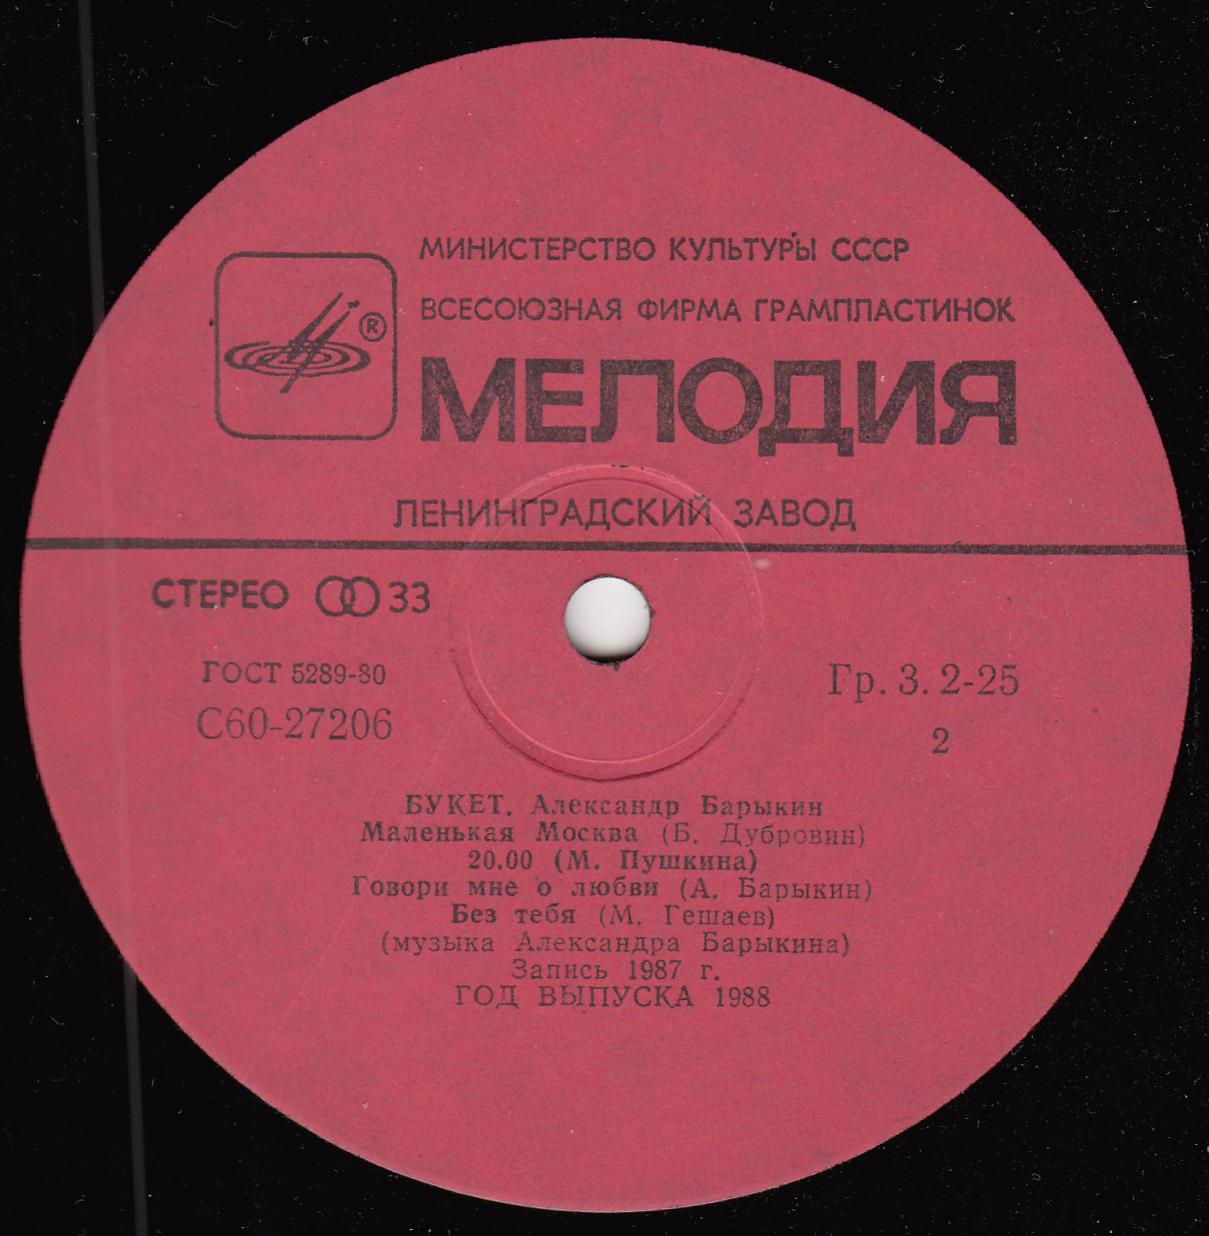 МИНИСТЕРСТВО КУЛЬТУРЫ СССР
ВСЕСОЮЗНАЯ ФИРМА ГРАМПЛАСТИНОК
®
МЕЛОДИЯ
ЛЕНИНГРАДСКИЙ ЗАВОД
СТЕРЕО 33
ГОСТ 5289-80
С60-27206
Гр. 3. 2-25
2
БУКЕТ. Александр Барыкин
Маленькая Москва (Б. Дубровин)
20.00 (М. Пушкина)
Говори мне о любви (А. Барыкин)
Без тебя (М. Гешаев)
(музыка Александра Барыкина)
Запись 1987 г.
ГОД ВЫПУСКА 1988